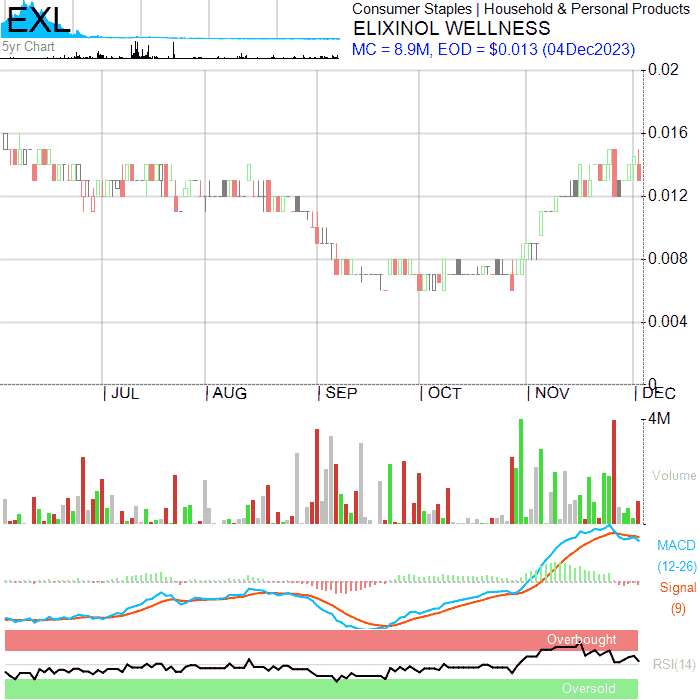 EXL
5yr Chart
Consumer Staples | Household & Personal Products
ELIXINOL WELLNESS
MC = 8.9M, EOD = $0.013 (04Dec2023)
0.02
0.016
0.012
0.008
0.004
0
JUL AUG SEP OCT NOV DEC
4M
Volume
MACD
(12-26)
Signal
(9)
Overbought
RSI(14)
Oversold